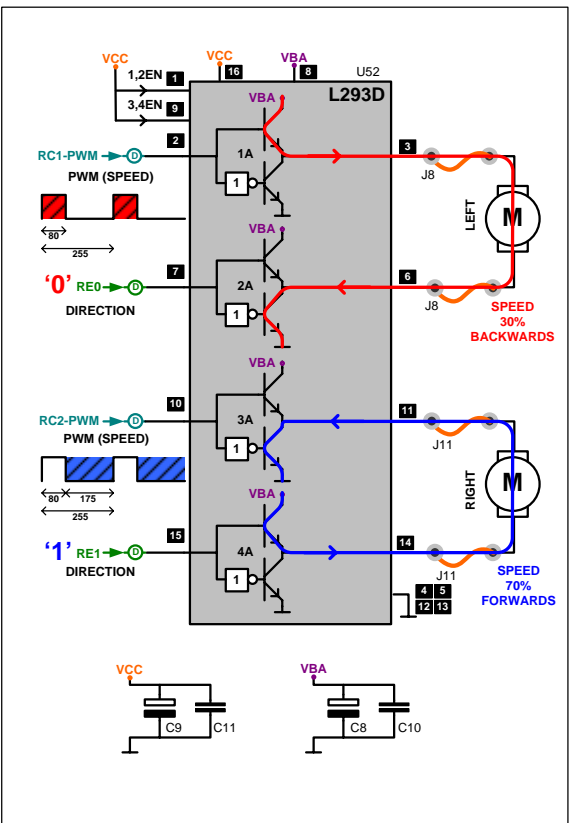 VCC
VCC
VBA
1,2EN 1
16
8
U52
L293D
3,4EN 9
VBA
2
3
RC1-PWM D
1A
1
J8
PWM (SPEED)
80
255
LEFT
M
VBA
7
6
'0' RE0 D
2A
1
J8
DIRECTION
SPEED
30%
BACKWARDS
VBA
10
11
RC2-PWM D
3A
1
J11
PWM (SPEED)
80 175
255
RIGHT
M
VBA
15
14
'1' RE1 D
4A
1
J11
DIRECTION
SPEED
70%
FORWARDS
4 5
12 13
VCC
VBA
C9 C11
C8 C10